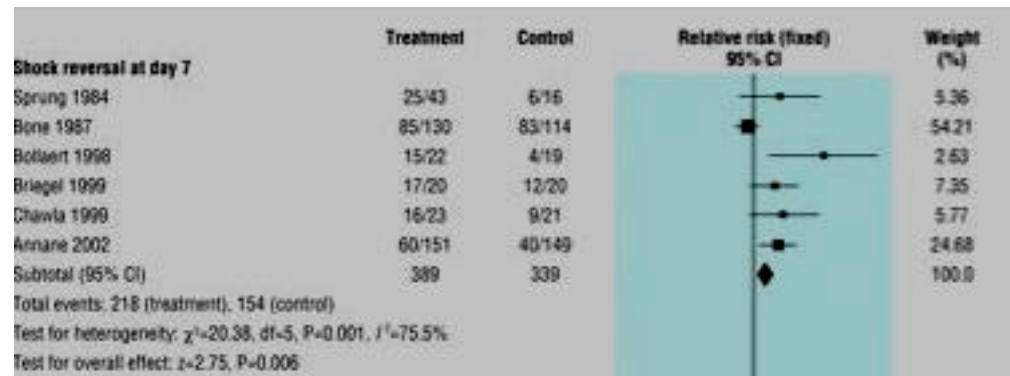 Treatment Control Relative risk (fixed) Weight
95% CI (%)
Shock reversal at day 7
Sprung 1984 25/43 6/16 5.36
Bone 1987 85/130 83/114 54.21
Bollaert 1998 15/22 4/19 2.63
Briegel 1999 17/20 12/20 7.35
Chawla 1999 16/23 9/21 5.77
Annane 2002 60/151 40/149 24.68
Subtotal (95% CI) 389 339 100.0
Total events: 218 (treatment), 154 (control)
Test for heterogeneity: χ²=20.38, df=5, P=0.001, I²=75.5%
Test for overall effect: z=2.75, P=0.006